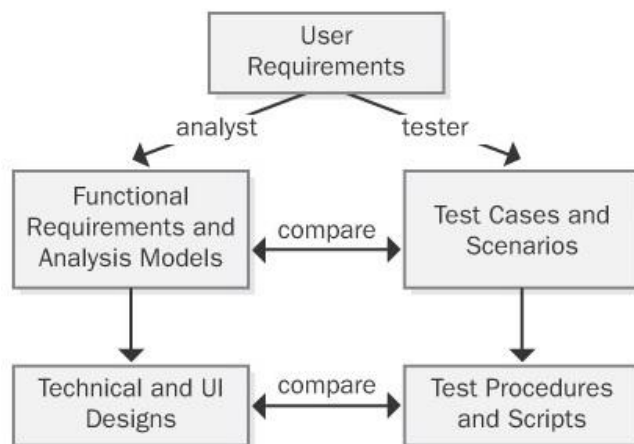 User
Requirements
analyst
tester
Functional
Requirements and
Analysis Models
compare
Test Cases and
Scenarios
Technical and UI
Designs
compare
Test Procedures
and Scripts